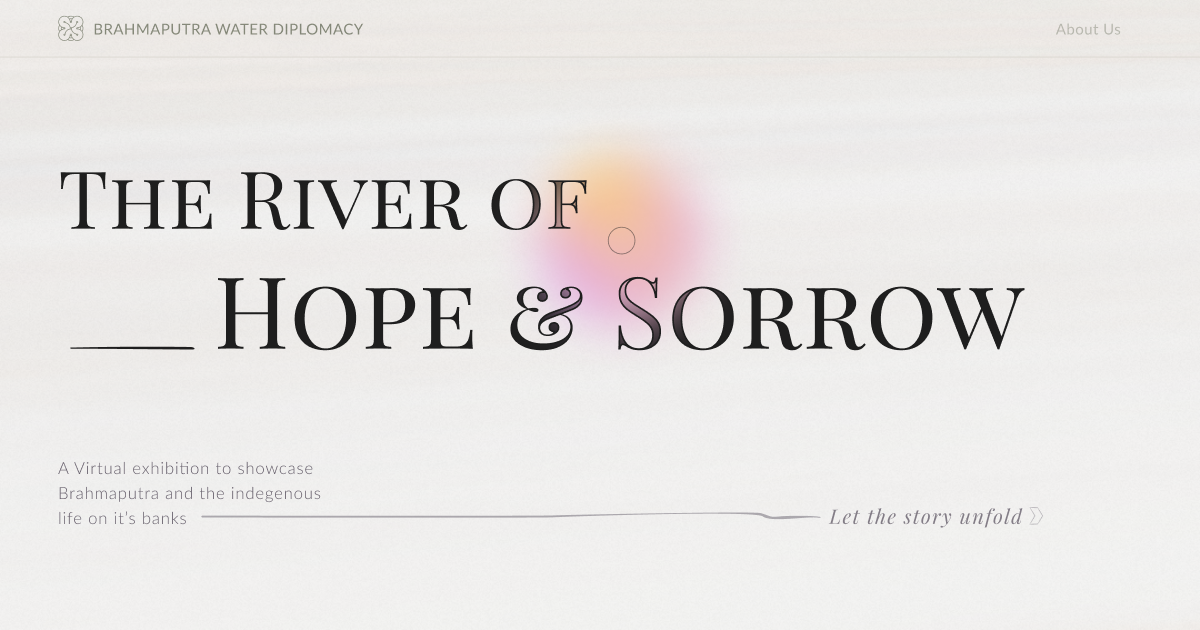 BRAHMAPUTRA WATER DIPLOMACY
About Us
The River of
Hope & Sorrow
A Virtual exhibition to showcase
Brahmaputra and the indegenous
life on it's banks
Let the story unfold